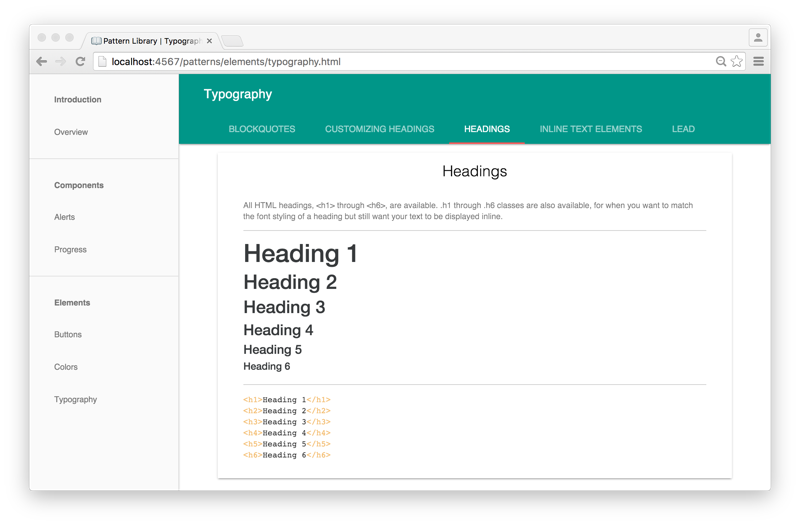 Pattern Library | Typograph
localhost:4567/patterns/elements/typography.html
Introduction
Overview
Components
Alerts
Progress
Elements
Buttons
Colors
Typography
Typography
BLOCKQUOTES CUSTOMIZING HEADINGS HEADINGS INLINE TEXT ELEMENTS LEAD
Headings
All HTML headings, <h1> through <h6>, are available. .h1 through .h6 classes are also available, for when you want to match
the font styling of a heading but still want your text to be displayed inline.
Heading 1
Heading 2
Heading 3
Heading 4
Heading 5
Heading 6
<h1>Heading 1</h1>
<h2>Heading 2</h2>
<h3>Heading 3</h3>
<h4>Heading 4</h4>
<h5>Heading 5</h5>
<h6>Heading 6</h6>